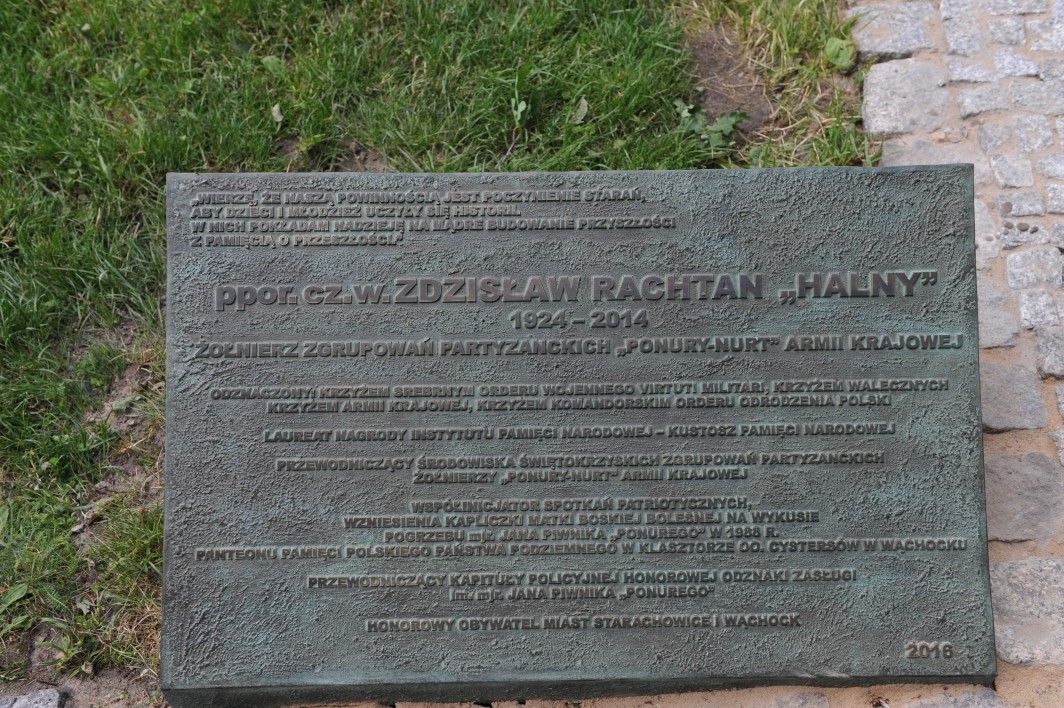 „WIERZĘ, ŻE NASZĄ POWINNOŚCIĄ JEST POCZYNIENIE STARAŃ,
ABY DZIECI I MŁODZIEŻ UCZYŁY SIĘ HISTORII.
W NICH POKŁADAM NADZIEJĘ NA MĄDRE BUDOWANIE PRZYSZŁOŚCI
Z PAMIĘCIĄ O PRZESZŁOŚCI.”
ppor. cz.w. ZDZISŁAW RACHTAN „HALNY”
1924 – 2014
ŻOŁNIERZ ZGRUPOWAŃ PARTYZANCKICH „PONURY-NURT” ARMII KRAJOWEJ
ODZNACZONY: KRZYŻEM SREBRNYM ORDERU WOJENNEGO VIRTUTI MILITARI, KRZYŻEM WALECZNYCH
KRZYŻEM ARMII KRAJOWEJ, KRZYŻEM KOMANDORSKIM ORDERU ODRODZENIA POLSKI
LAUREAT NAGRODY INSTYTUTU PAMIĘCI NARODOWEJ – KUSTOSZ PAMIĘCI NARODOWEJ
PRZEWODNICZĄCY ŚRODOWISKA ŚWIĘTOKRZYSKICH ZGRUPOWAŃ PARTYZANCKICH
ŻOŁNIERZY „PONURY-NURT” ARMII KRAJOWEJ
WSPÓŁINICJATOR SPOTKAŃ PATRIOTYCZNYCH,
WZNIESIENIA KAPLICZKI MATKI BOSKIEJ BOLESNEJ NA WYKUSIE
POGRZEBU mjr. JANA PIWNIKA „PONUREGO” W 1988 R.
PANTEONU PAMIĘCI POLSKIEGO PAŃSTWA PODZIEMNEGO W KLASZTORZE OO. CYSTERSÓW W WĄCHOCKU
PRZEWODNICZĄCY KAPITUŁY POLICYJNEJ HONOROWEJ ODZNAKI ZASŁUGI
im. mjr. JANA PIWNIKA „PONUREGO”
HONOROWY OBYWATEL MIAST STARACHOWICE I WĄCHOCK
2016